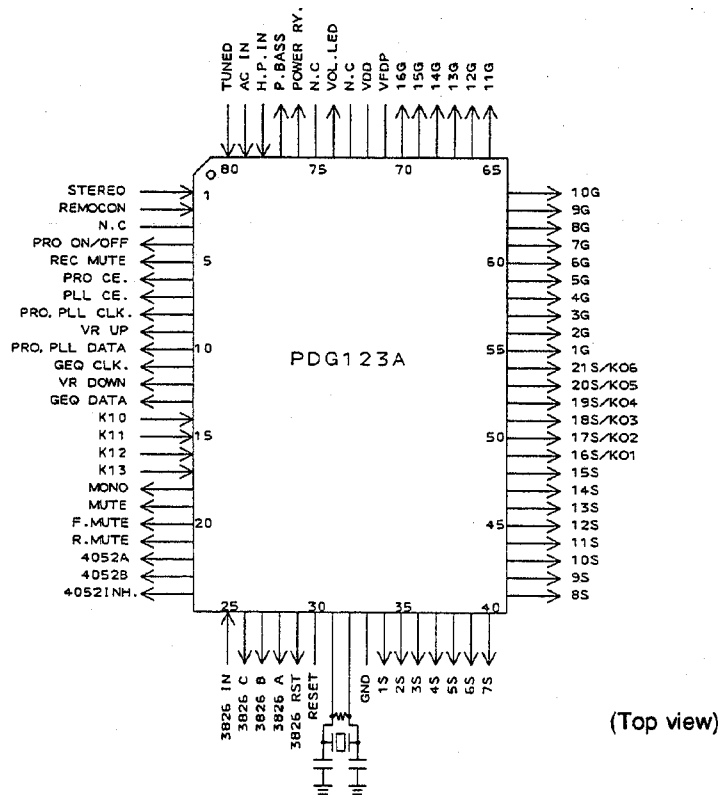 TUNED
AC IN
H.P.IN
P.BASS
POWER RY.
N.C
VOL.LED
N.C
VDD
VFDP
16G
15G
14G
13G
12G
11G
80
75
70
65
STEREO
REMOCON
N.C
PRO ON/OFF
REC MUTE
PRO CE.
PLL CE.
PRO.PLL CLK.
VR UP
PRO.PLL DATA
GEQ CLK.
VR DOWN
GEQ DATA
K10
K11
K12
K13
MONO
MUTE
F.MUTE
R.MUTE
4052A
4052B
4052INH.
1
5
10
15
20
PDG123A
60
55
50
45
10G
9G
8G
7G
6G
5G
4G
3G
2G
1G
21S/KO6
20S/KO5
19S/KO4
18S/KO3
17S/KO2
16S/KO1
15S
14S
13S
12S
11S
10S
9S
8S
25
30
35
40
3826 IN
3826 C
3826 B
3826 A
3826 RST
RESET
GND
1S
2S
3S
4S
5S
6S
7S
(Top view)